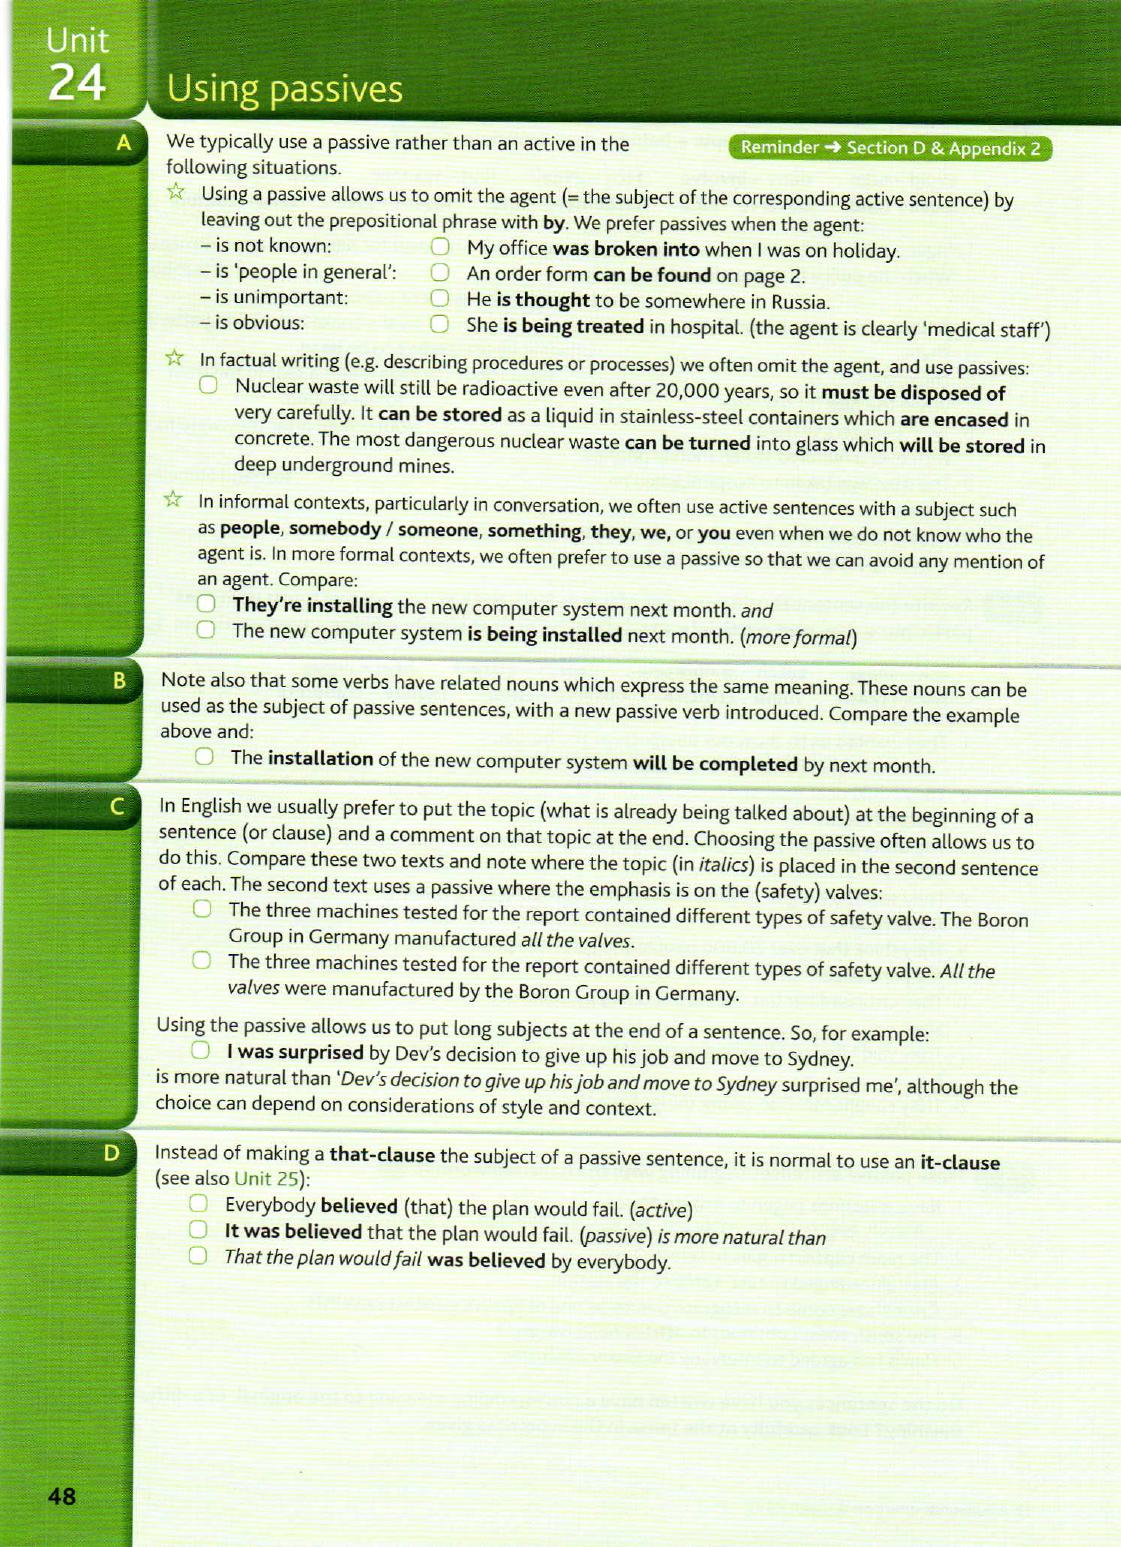 Unit
24
Using passives
A
We typically use a passive rather than an active in the
Reminder → Section D & Appendix 2
following situations.
☆ Using a passive allows us to omit the agent (= the subject of the corresponding active sentence) by
leaving out the prepositional phrase with by. We prefer passives when the agent:
– is not known: My office was broken into when I was on holiday.
– is 'people in general': An order form can be found on page 2.
– is unimportant: He is thought to be somewhere in Russia.
– is obvious: She is being treated in hospital. (the agent is clearly 'medical staff')
☆ In factual writing (e.g. describing procedures or processes) we often omit the agent, and use passives:
Nuclear waste will still be radioactive even after 20,000 years, so it must be disposed of
very carefully. It can be stored as a liquid in stainless-steel containers which are encased in
concrete. The most dangerous nuclear waste can be turned into glass which will be stored in
deep underground mines.
☆ In informal contexts, particularly in conversation, we often use active sentences with a subject such
as people, somebody / someone, something, they, we, or you even when we do not know who the
agent is. In more formal contexts, we often prefer to use a passive so that we can avoid any mention of
an agent. Compare:
They're installing the new computer system next month. and
The new computer system is being installed next month. (more formal)
B
Note also that some verbs have related nouns which express the same meaning. These nouns can be
used as the subject of passive sentences, with a new passive verb introduced. Compare the example
above and:
The installation of the new computer system will be completed by next month.
C
In English we usually prefer to put the topic (what is already being talked about) at the beginning of a
sentence (or clause) and a comment on that topic at the end. Choosing the passive often allows us to
do this. Compare these two texts and note where the topic (in italics) is placed in the second sentence
of each. The second text uses a passive where the emphasis is on the (safety) valves:
The three machines tested for the report contained different types of safety valve. The Boron
Group in Germany manufactured all the valves.
The three machines tested for the report contained different types of safety valve. All the
valves were manufactured by the Boron Group in Germany.
Using the passive allows us to put long subjects at the end of a sentence. So, for example:
I was surprised by Dev's decision to give up his job and move to Sydney.
is more natural than 'Dev's decision to give up his job and move to Sydney surprised me', although the
choice can depend on considerations of style and context.
D
Instead of making a that-clause the subject of a passive sentence, it is normal to use an it-clause
(see also Unit 25):
Everybody believed (that) the plan would fail. (active)
It was believed that the plan would fail. (passive) is more natural than
That the plan would fail was believed by everybody.
48